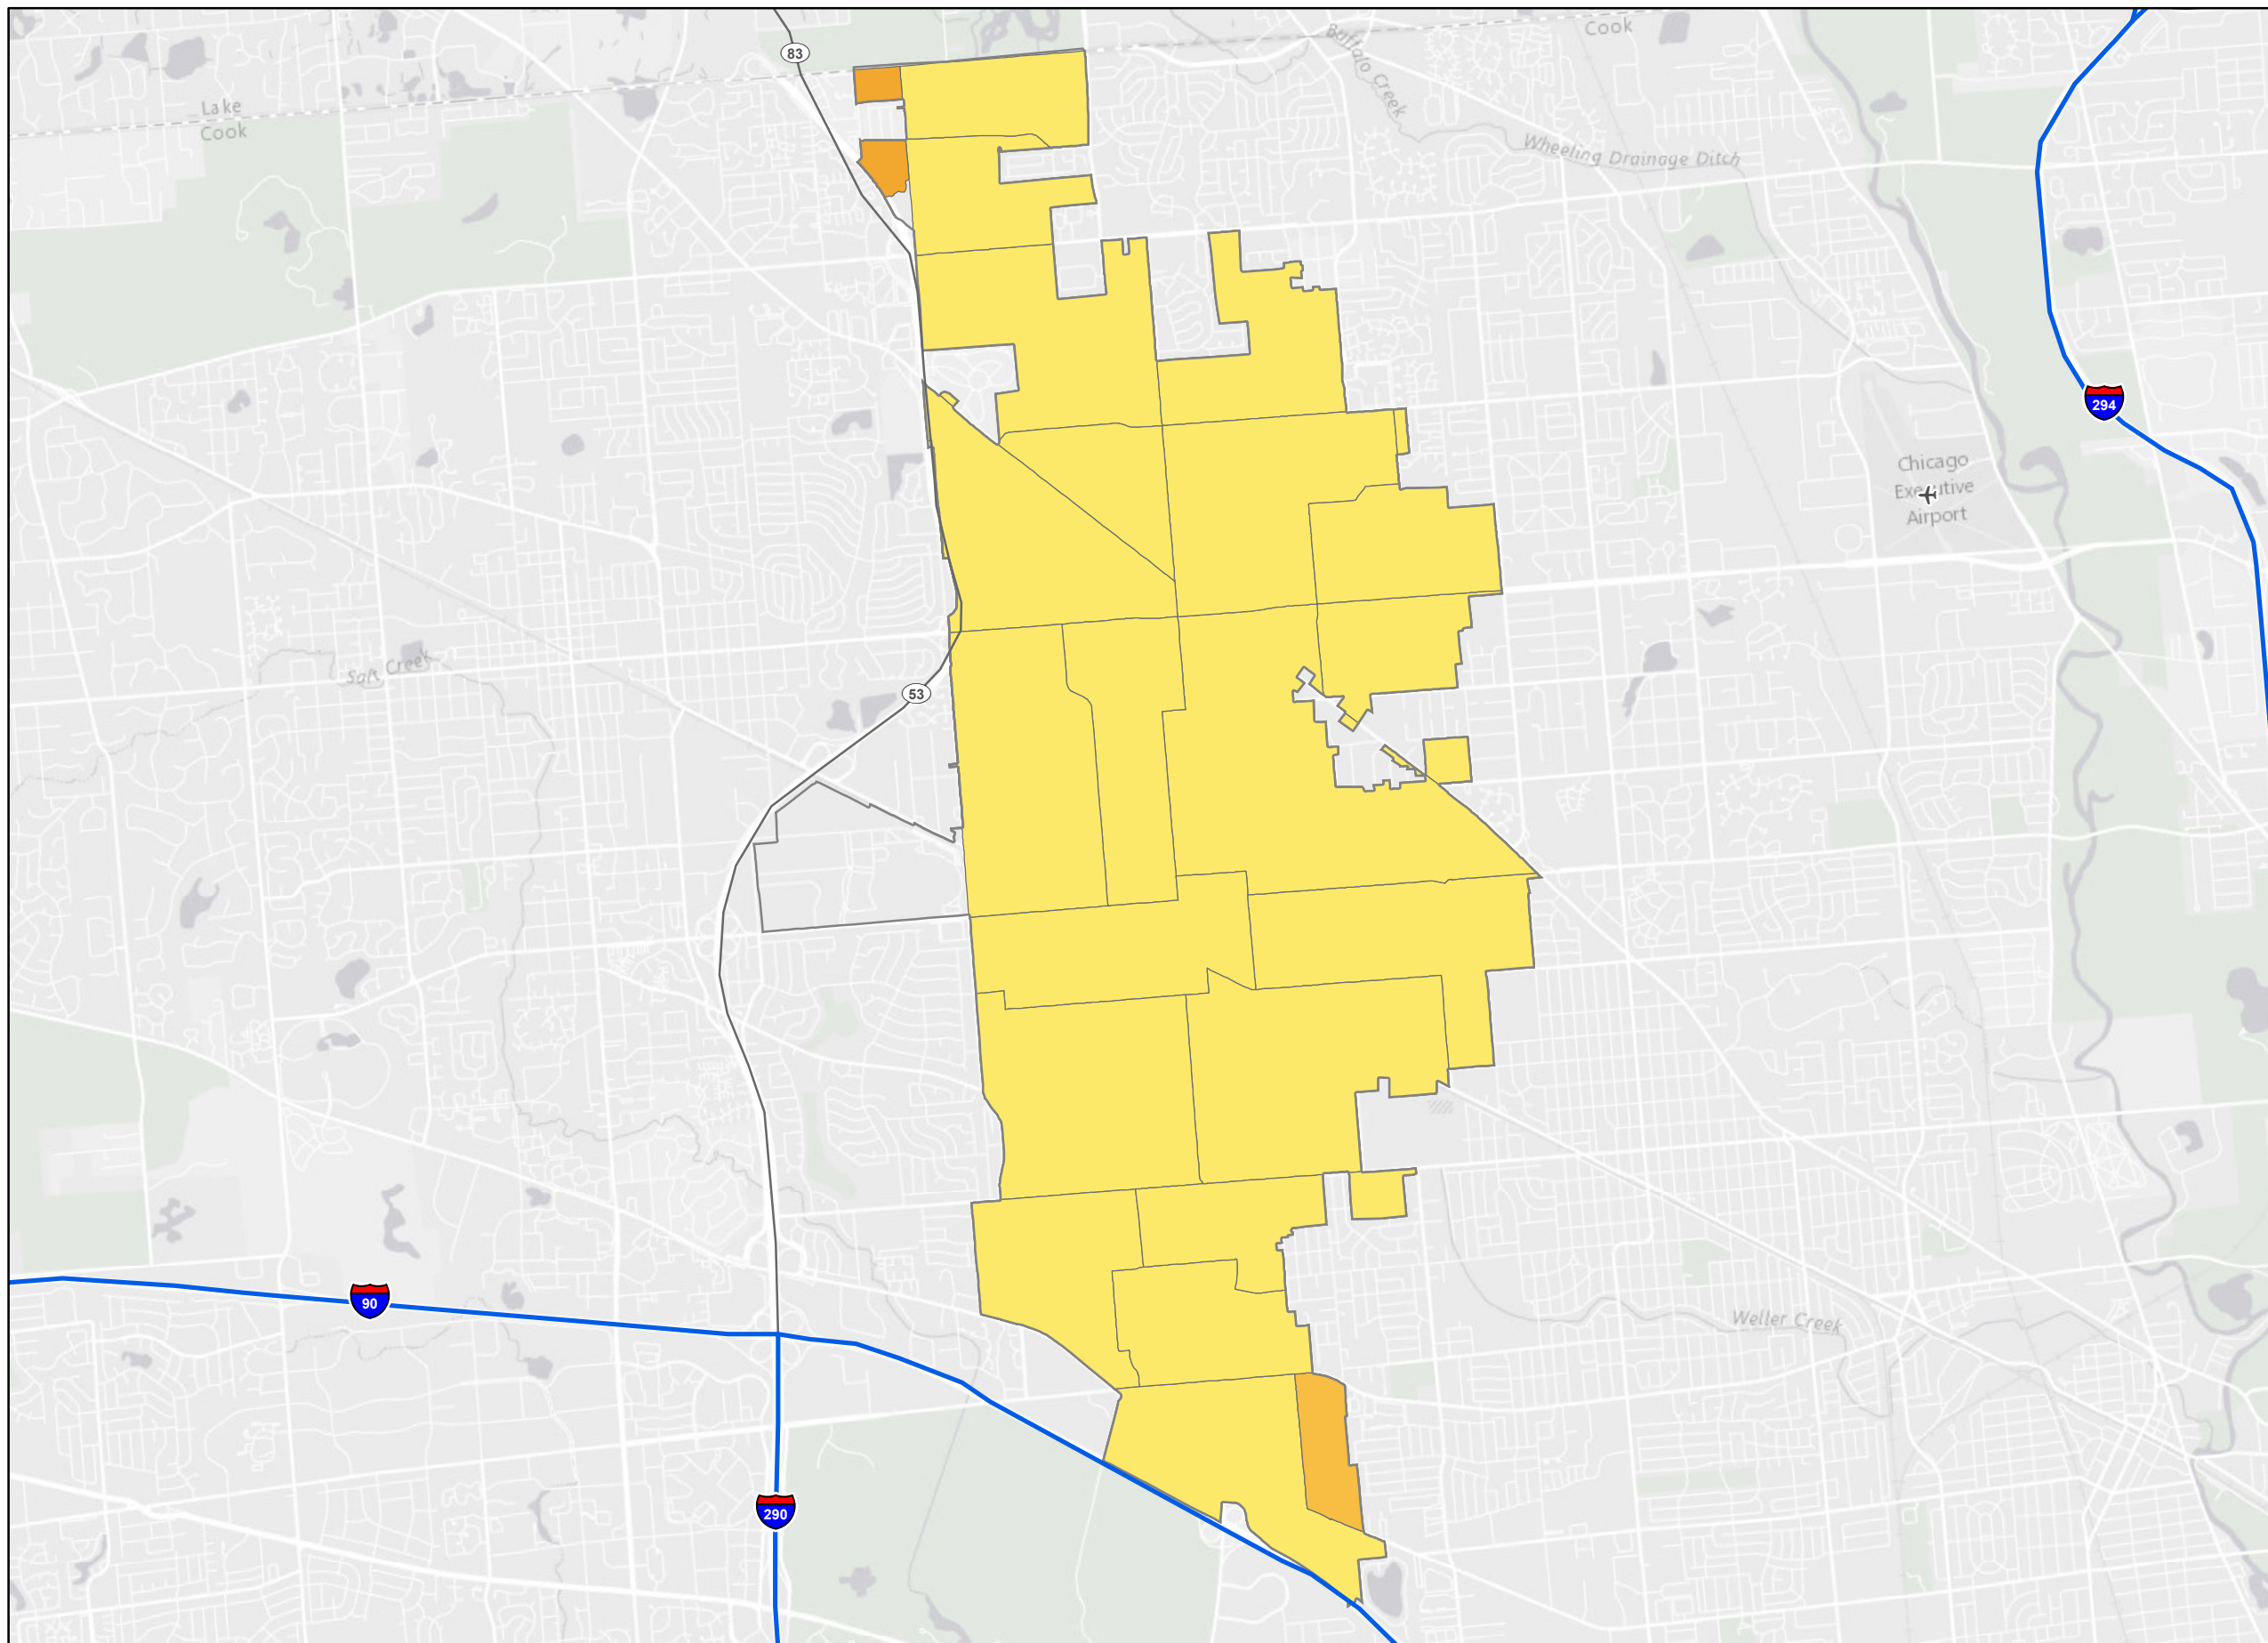 Cook
83
Buffalo Creek
Lake
Cook
Wheeling Drainage Ditch
294
Chicago
Executive
Airport
Salt Creek
53
90
Weller Creek
290